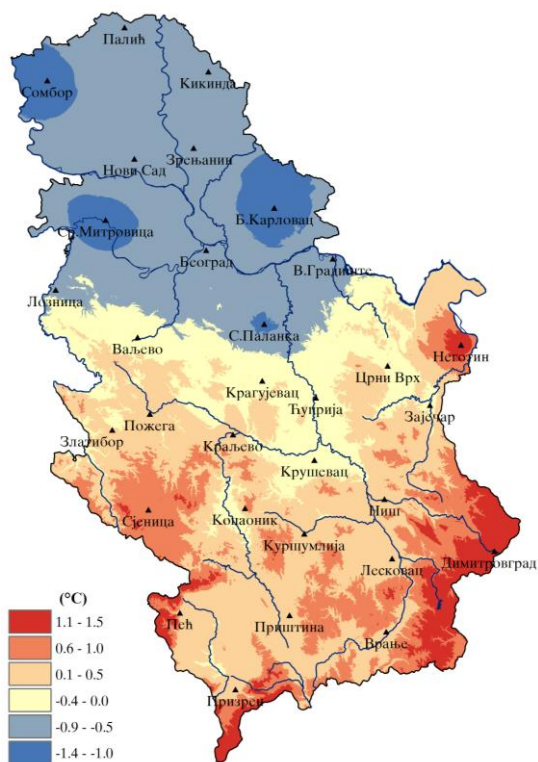 Палић
Сомбор
Кикинда
Зрењанин
Нови Сад
Б.Карловац
Ср.Митровица
Београд
В.Градиште
Лозница
С.Паланка
Ваљево
Неготин
Црни Врх
Крагујевац
Ћуприја
Зајечар
Пожега
Златибор
Краљево
Крушевац
Ниш
Сјеница
Копаоник
Куршумлија
Димитровград
Лесковац
(°C)
1.1 - 1.5
Пећ
Приштина
0.6 - 1.0
Врање
0.1 - 0.5
-0.4 - 0.0
Призрен
-0.9 - -0.5
-1.4 - -1.0